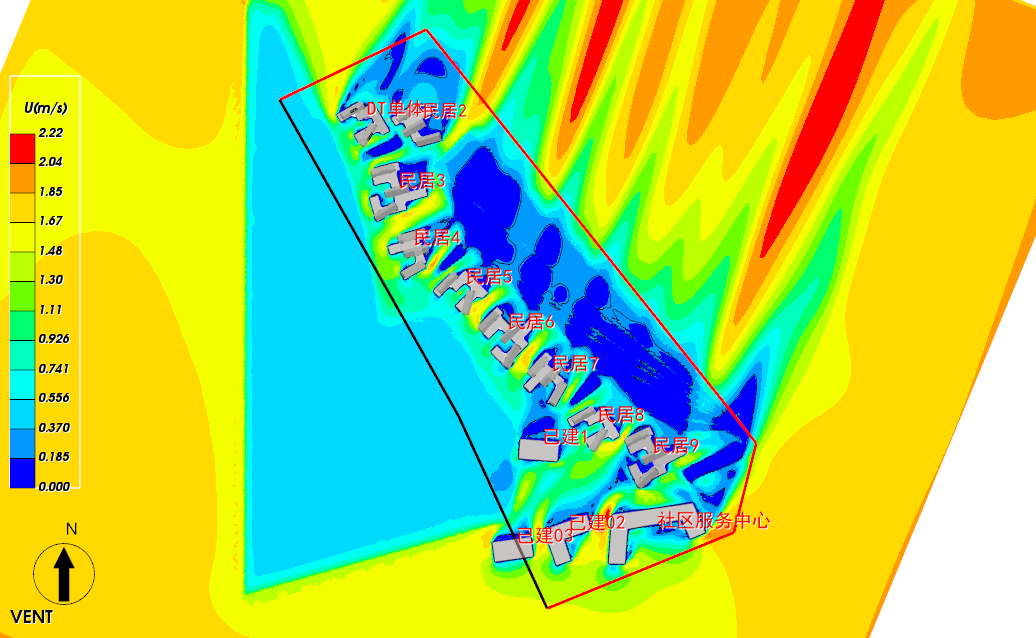 U(m/s)
2.22
2.04
1.85
1.67
1.48
1.30
1.11
0.926
0.741
0.556
0.370
0.185
0.000
DT单体民居2
民居3
民居4
民居5
民居6
民居7
民居8
已建1
民居9
社区服务中心
已建02
已建03
N
VENT